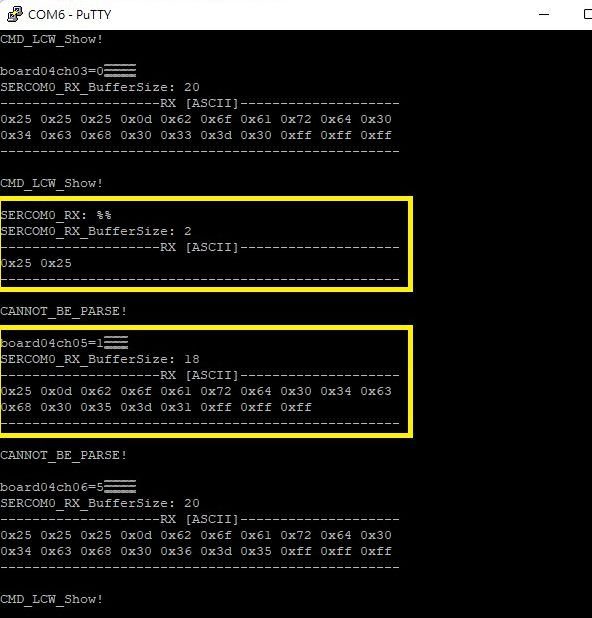 COM6 - PuTTY
CMD_LCW_Show!
board04ch03=0
SERCOM0_RX_BufferSize: 20
--------------------RX [ASCII]--------------------
0x25 0x25 0x25 0x0d 0x62 0x6f 0x61 0x72 0x64 0x30
0x34 0x63 0x68 0x30 0x33 0x3d 0x30 0xff 0xff 0xff
--------------------------------------------------
CMD_LCW_Show!
SERCOM0_RX: %%
SERCOM0_RX_BufferSize: 2
--------------------RX [ASCII]--------------------
0x25 0x25
--------------------------------------------------
CANNOT_BE_PARSE!
board04ch05=1
SERCOM0_RX_BufferSize: 18
--------------------RX [ASCII]--------------------
0x25 0x0d 0x62 0x6f 0x61 0x72 0x64 0x30 0x34 0x63
0x68 0x30 0x35 0x3d 0x31 0xff 0xff 0xff
--------------------------------------------------
CANNOT_BE_PARSE!
board04ch06=5
SERCOM0_RX_BufferSize: 20
--------------------RX [ASCII]--------------------
0x25 0x25 0x25 0x0d 0x62 0x6f 0x61 0x72 0x64 0x30
0x34 0x63 0x68 0x30 0x36 0x3d 0x35 0xff 0xff 0xff
--------------------------------------------------
CMD_LCW_Show!